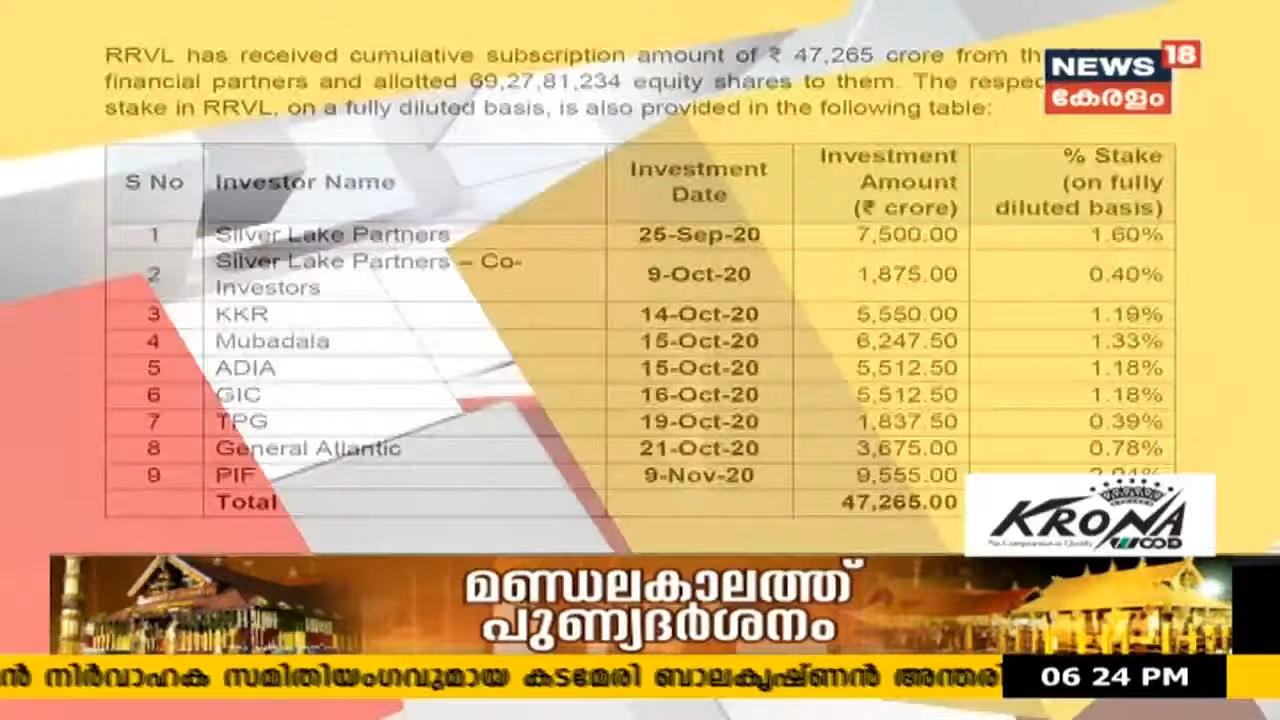 RRVL has received cumulative subscription amount of ₹ 47,265 crore from
financial partners and allotted 69,27,81,234 equity shares to them. The
stake in RRVL, on a fully diluted basis, is also provided in the following table:
NEWS 18
കേരളം
S No Investor Name Investment Date Investment Amount (₹ crore) % Stake (on fully diluted basis)
1 Silver Lake Partners 25-Sep-20 7,500.00 1.60%
2 Silver Lake Partners – Co-Investors 9-Oct-20 1,875.00 0.40%
3 KKR 14-Oct-20 5,550.00 1.19%
4 Mubadala 15-Oct-20 6,247.50 1.33%
5 ADIA 15-Oct-20 5,512.50 1.18%
6 GIC 16-Oct-20 5,512.50 1.18%
7 TPG 19-Oct-20 1,837.50 0.39%
8 General Atlantic 21-Oct-20 3,675.00 0.78%
9 PIF 9-Nov-20 9,555.00
Total 47,265.00
KRONA
WOOD
മണ്ഡലകാലത്ത്
പുണ്യദർശനം
ൻ നിർവാഹക സമിതിയംഗവുമായ കടമേരി ബാലകൃഷ്ണൻ അന്തരി
06 24 PM